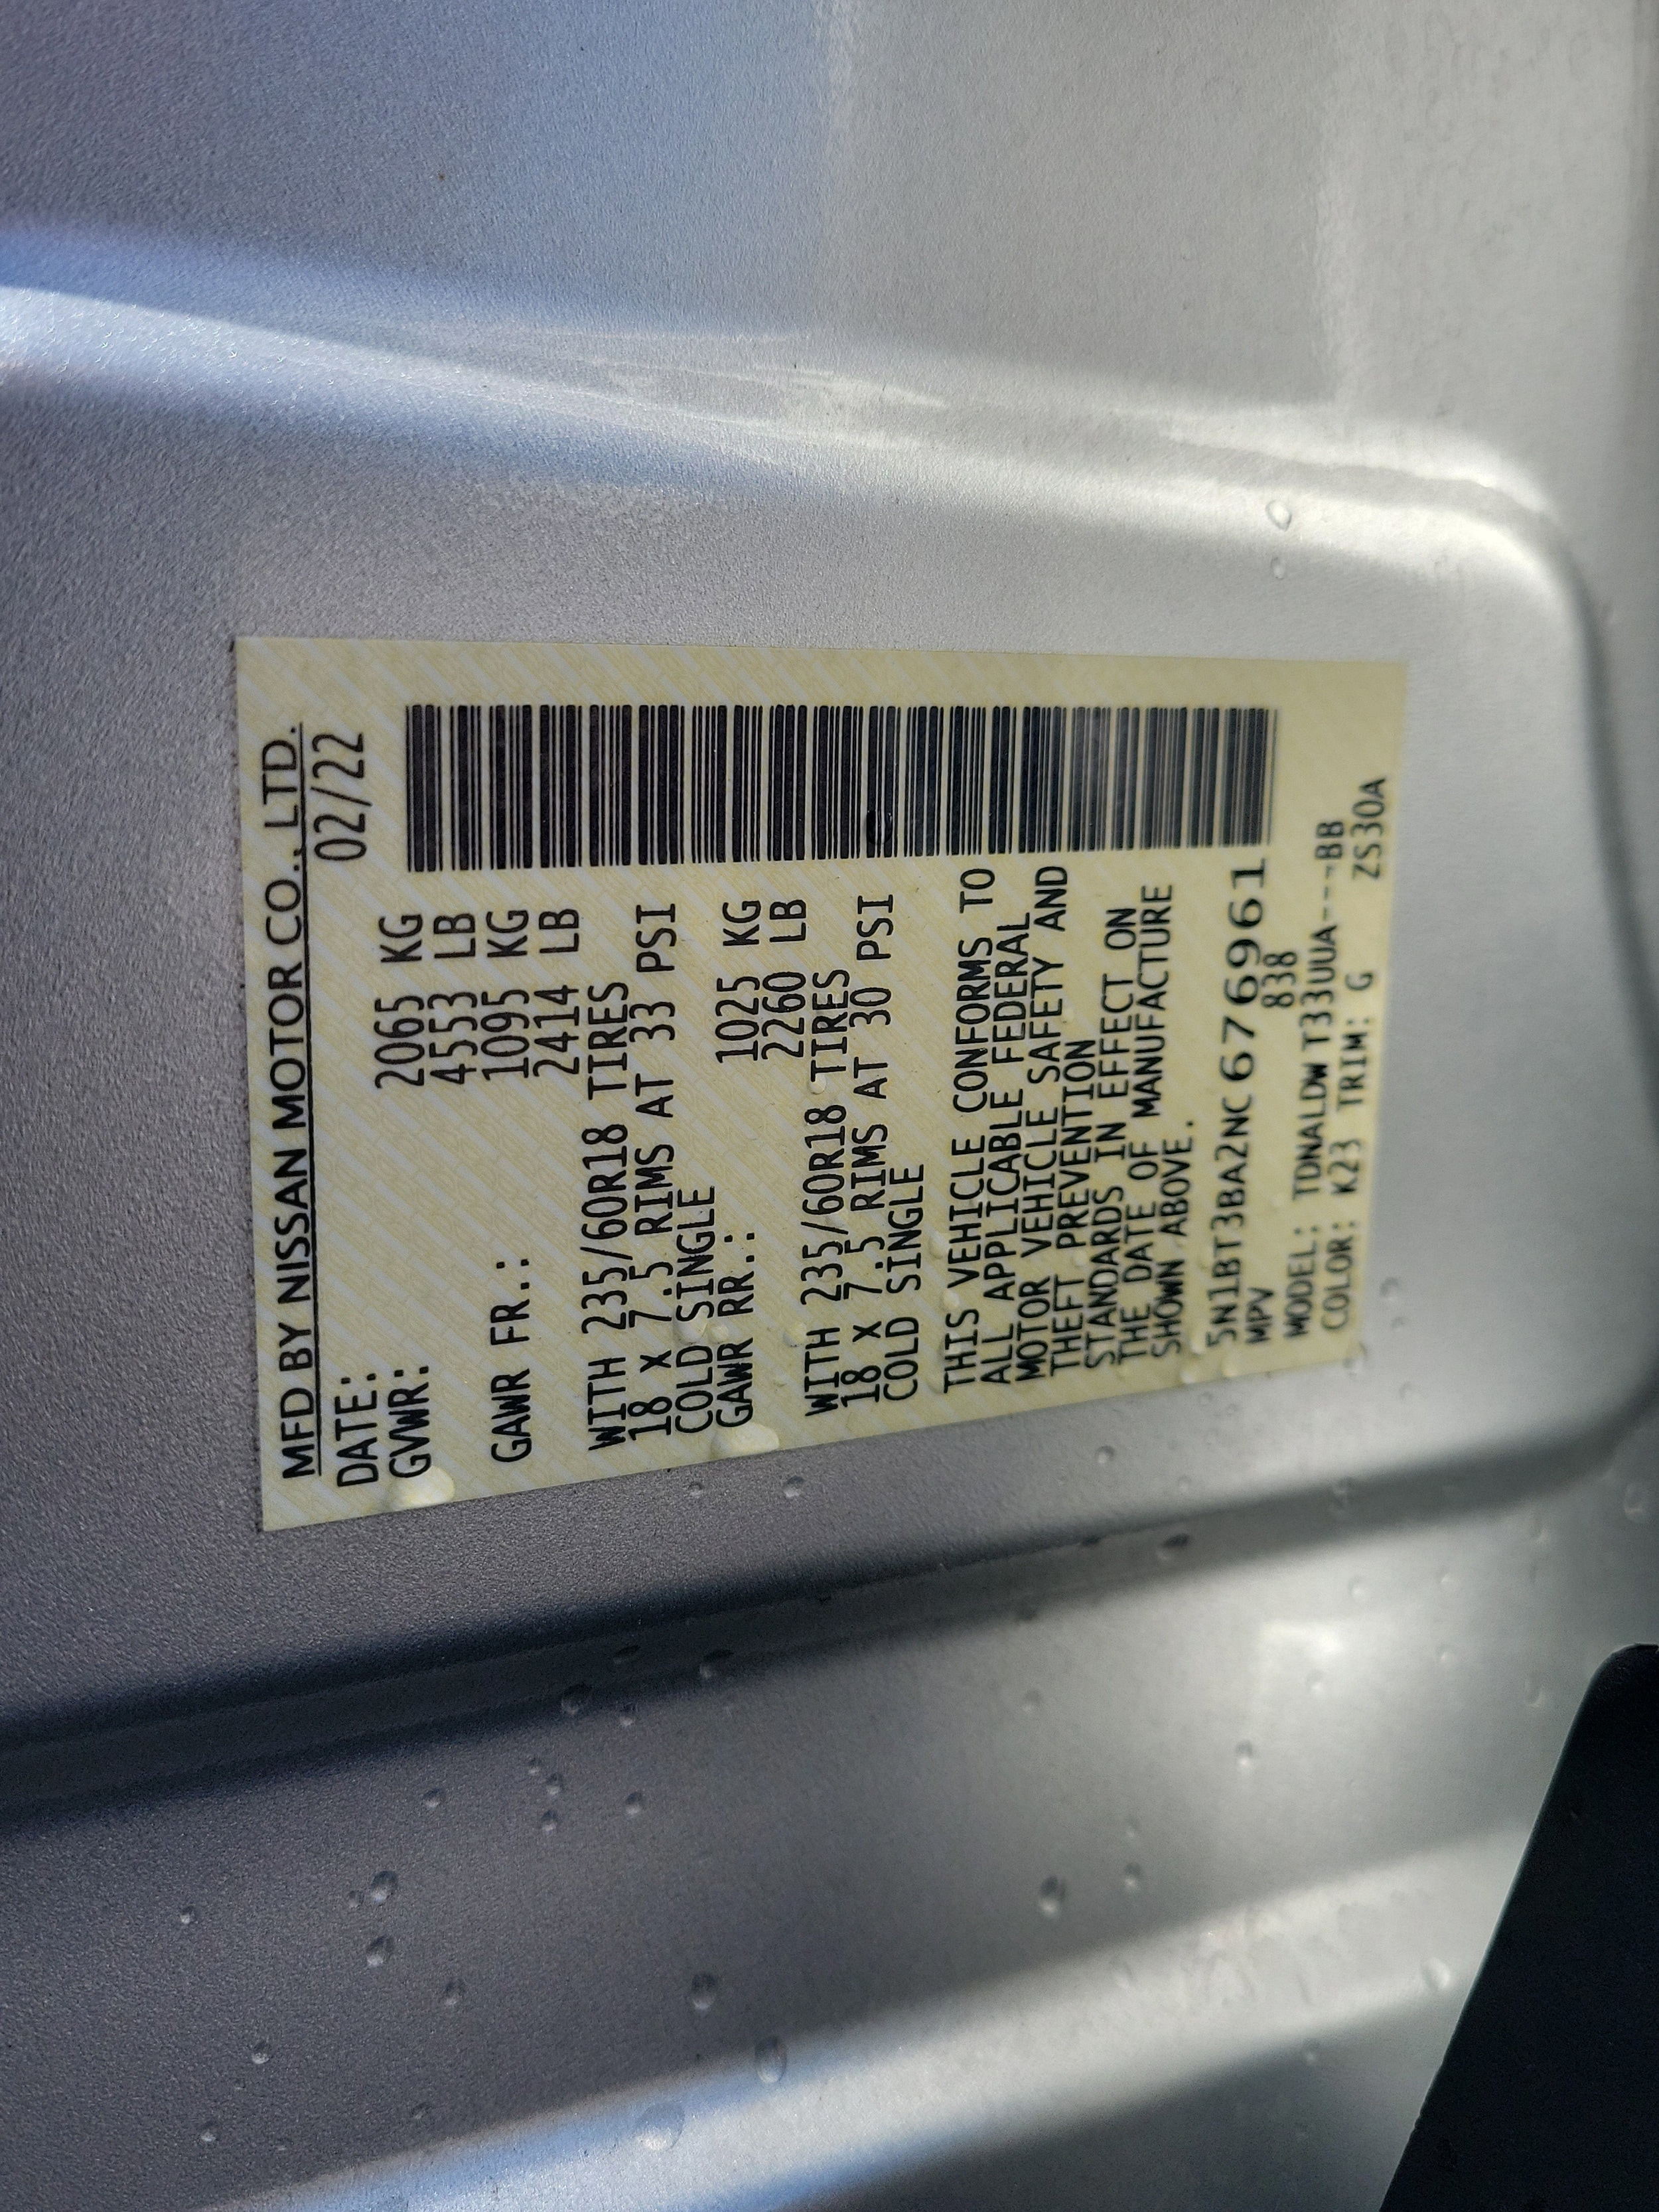 MFD BY NISSAN MOTOR CO., LTD.
DATE: 02/22
GVWR: 2065 KG
4553 LB
GAWR FR.: 1095 KG
2414 LB
WITH 235/60R18 TIRES
18 X 7.5 RIMS AT 33 PSI
COLD SINGLE
GAWR RR.: 1025 KG
2260 LB
WITH 235/60R18 TIRES
18 X 7.5 RIMS AT 30 PSI
COLD SINGLE
THIS VEHICLE CONFORMS TO
ALL APPLICABLE FEDERAL
MOTOR VEHICLE SAFETY AND
THEFT PREVENTION
STANDARDS IN EFFECT ON
THE DATE OF MANUFACTURE
SHOWN ABOVE.
5N1BT3BA2NC676961
MPV 838
MODEL: TDNALDW T33UUA---BB
COLOR: K23 TRIM: G ZS30A